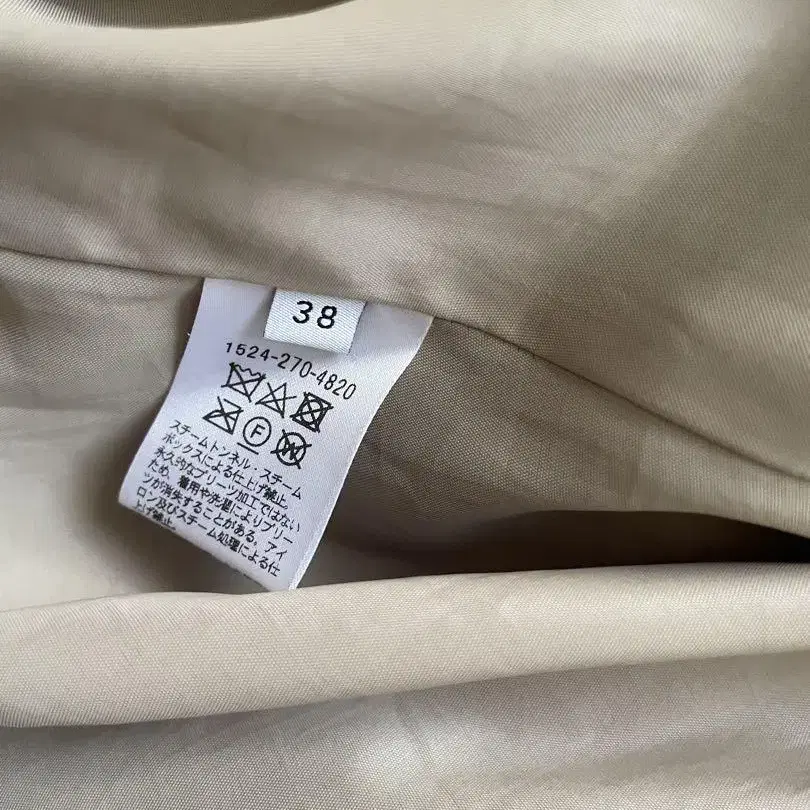 38
1524-270-4820
F
W
スチームトンネル・スチーム
ボックスによる仕上げ禁止。
永久的なプリーツ加工ではない
ため、着用や洗濯によりプリー
ツが消失することがある。アイ
ロン及びスチーム処理による仕
上げ禁止。